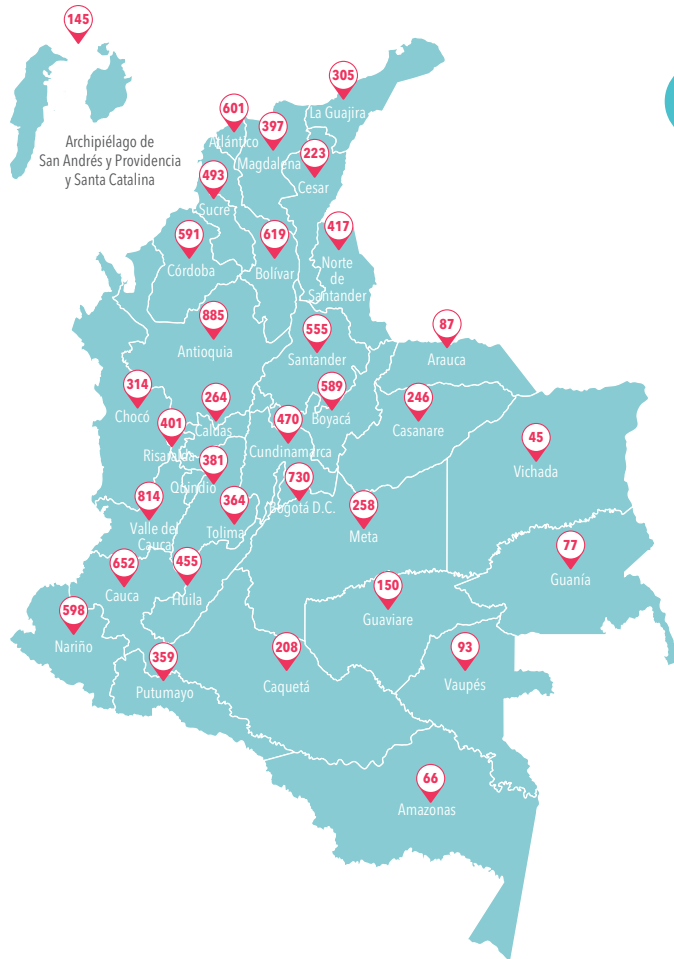 145
Archipiélago de
San Andrés y Providencia
y Santa Catalina
305
La Guajira
601
Atlántico
397
Magdalena
223
Cesar
493
Sucre
591
Córdoba
619
Bolívar
417
Norte
de
Santander
885
Antioquia
555
Santander
87
Arauca
314
Chocó
264
Caldas
589
Boyacá
246
Casanare
401
Risaralda
470
Cundinamarca
45
Vichada
381
Quindío
730
Bogotá D.C.
814
Valle del
Cauca
364
Tolima
258
Meta
77
Guanía
652
Cauca
455
Huila
150
Guaviare
598
Nariño
359
Putumayo
208
Caquetá
93
Vaupés
66
Amazonas